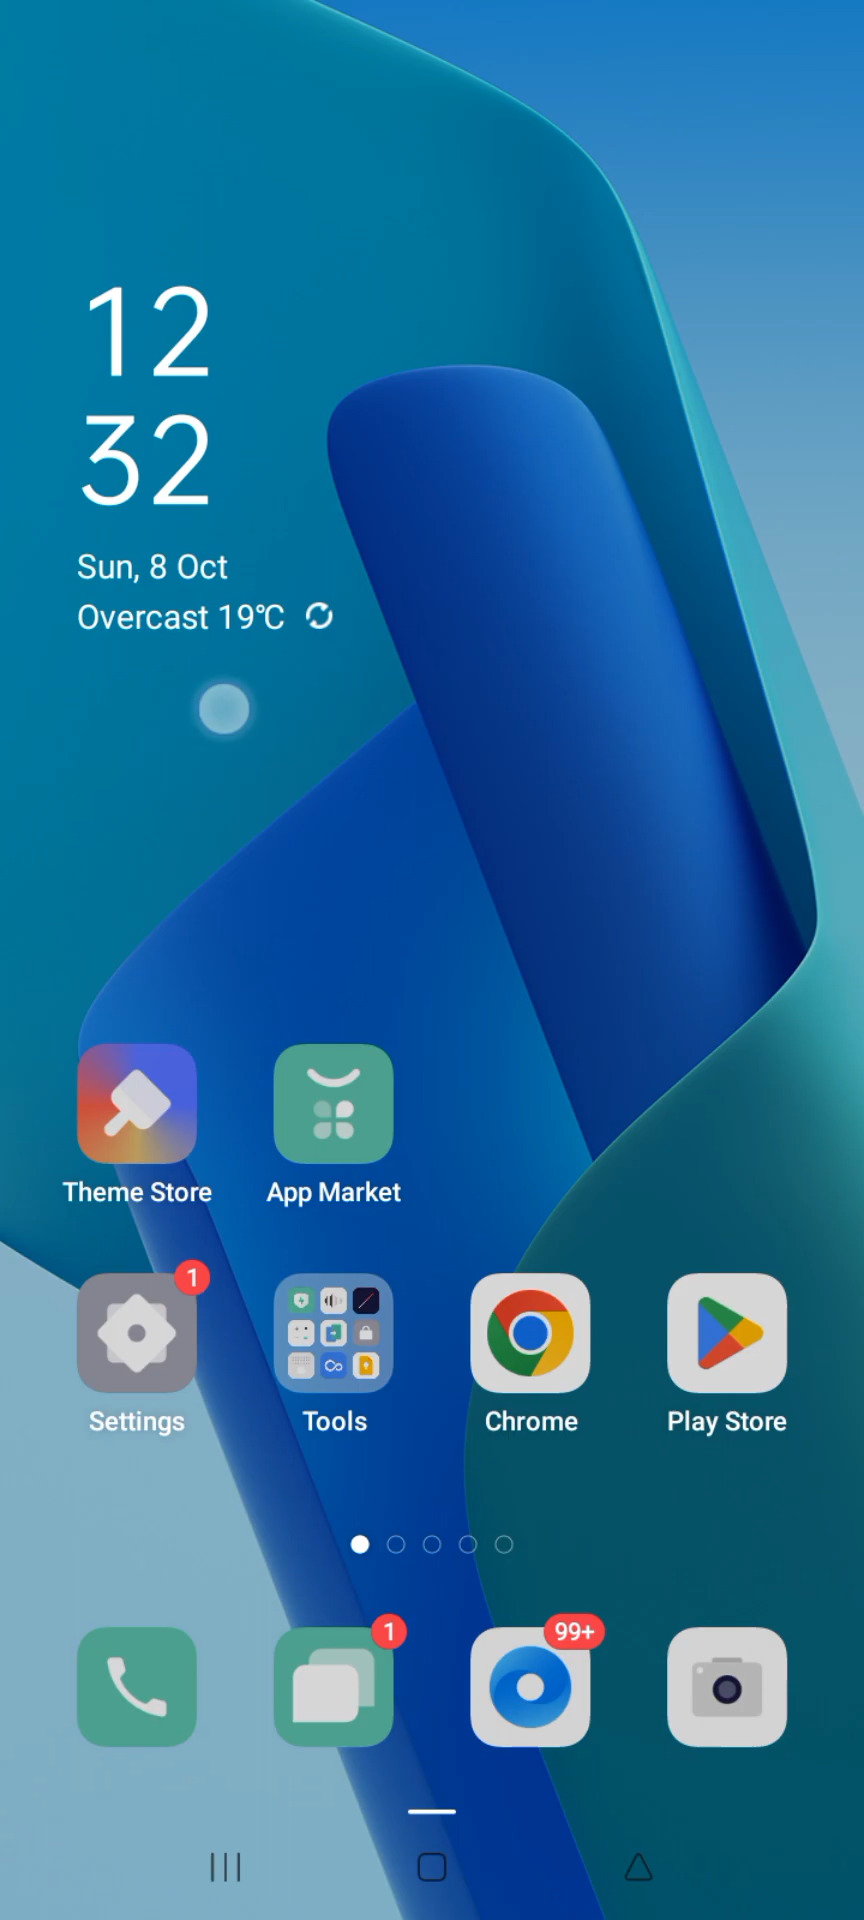 12
32
Sun, 8 Oct
Overcast 19℃
Theme Store
App Market
1
Settings
Tools
Chrome
Play Store
1
99+